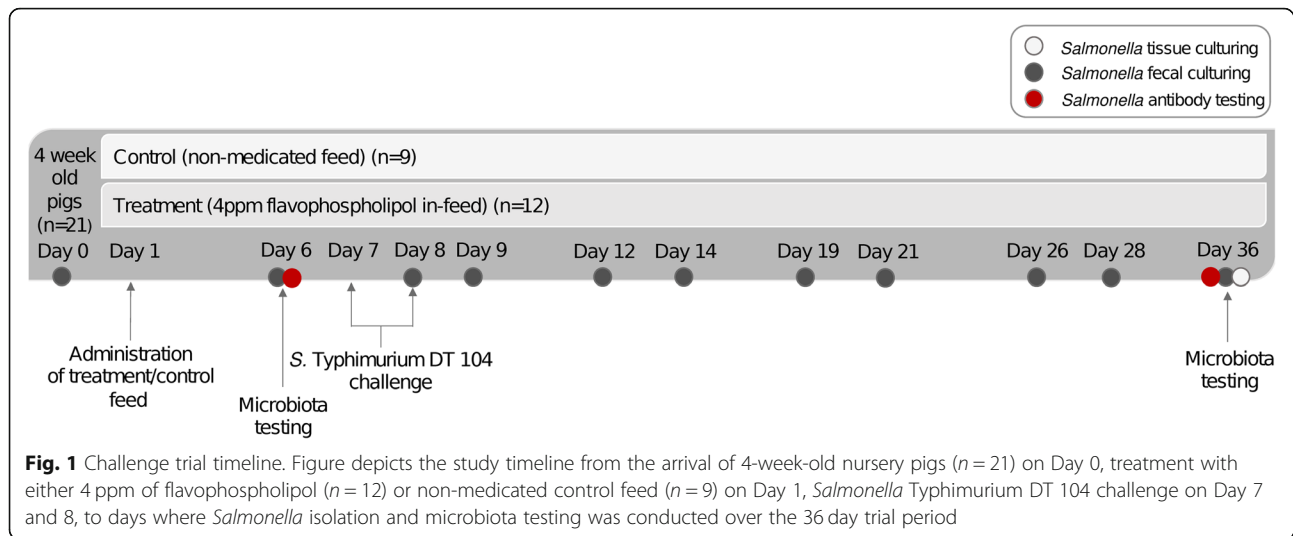 Salmonella tissue culturing
Salmonella fecal culturing
Salmonella antibody testing
4 week
old
pigs
(n=21)
Control (non-medicated feed) (n=9)
Treatment (4ppm flavophospholipol in-feed) (n=12)
Day 0 Day 1 Day 6 Day 7 Day 8 Day 9 Day 12 Day 14 Day 19 Day 21 Day 26 Day 28 Day 36
Administration
of treatment/control
feed
Microbiota
testing
S. Typhimurium DT 104
challenge
Microbiota
testing
Fig. 1 Challenge trial timeline. Figure depicts the study timeline from the arrival of 4-week-old nursery pigs (n = 21) on Day 0, treatment with
either 4 ppm of flavophospholipol (n = 12) or non-medicated control feed (n = 9) on Day 1, Salmonella Typhimurium DT 104 challenge on Day 7
and 8, to days where Salmonella isolation and microbiota testing was conducted over the 36 day trial period